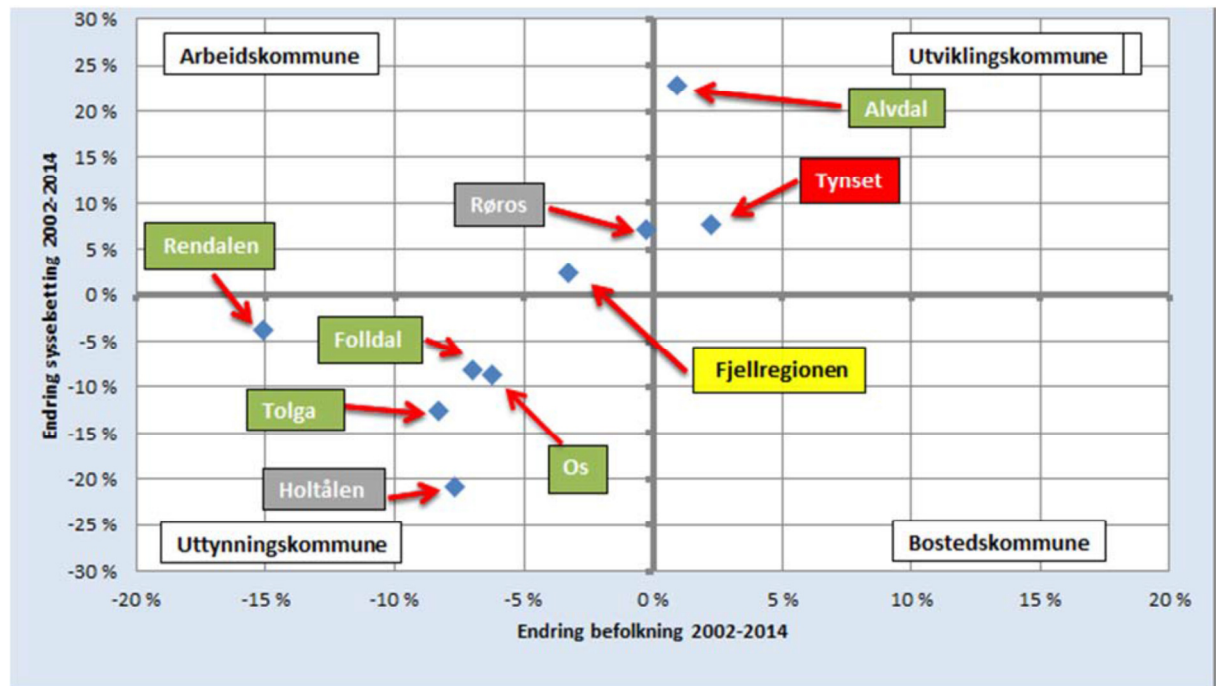 30 %
Arbeidskommune
Utviklingskommune
25 %
Alvdal
20 %
15 %
Tynset
Røros
10 %
Rendalen
5 %
0 %
Folldal
-5 %
Fjellregionen
-10 %
Tolga
-15 %
Os
Holtålen
-20 %
-25 %
Uttynningskommune
Bostedskommune
-30 %
-20 % -15 % -10 % -5 % 0 % 5 % 10 % 15 % 20 %
Endring befolkning 2002-2014
Endring sysselsetting 2002-2014